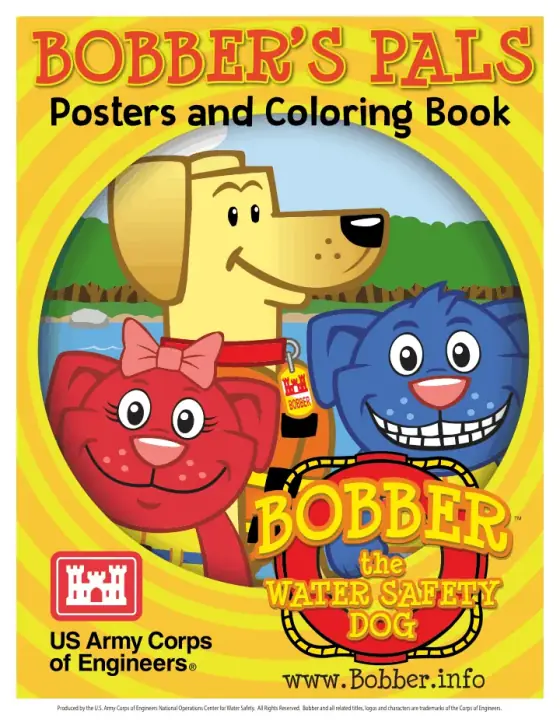 BOBBER'S PALS
Posters and Coloring Book
BOBBER
BOBBER™
the
WATER SAFETY
DOG
US Army Corps
of Engineers®
www.Bobber.info
Produced by the U.S. Army Corps of Engineers National Operations Center for Water Safety. All Rights Reserved. Bobber and all related titles, logos and characters are trademarks of the Corps of Engineers.